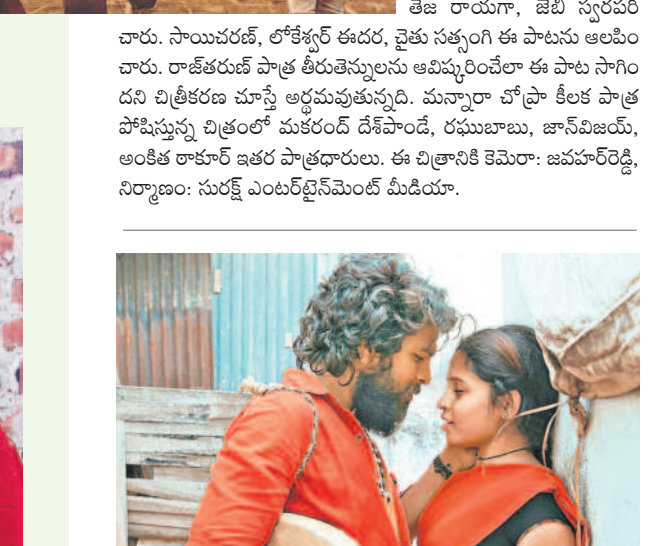 తేజ రాయగా, జేబి స్వరపరి
చారు. సాయిచరణ్, లోకేశ్వర్ ఈదర, చైతు సత్సంగి ఈ పాటను ఆలపిం
చారు. రాజ్‌తరుణ్ పాత్ర తీరుతెన్నులను ఆవిష్కరించేలా ఈ పాట సాగిం
దని చిత్రీకరణ చూస్తే అర్థమవుతున్నది. మన్నారా చోప్రా కీలక పాత్ర
పోషిస్తున్న చిత్రంలో మకరంద్ దేశ్‌పాండే, రఘుబాబు, జాన్‌విజయ్,
అంకిత ఠాకూర్ ఇతర పాత్రధారులు. ఈ చిత్రానికి కెమెరా: జవహర్‌రెడ్డి,
నిర్మాణం: సురక్ష్ ఎంటర్‌టైన్‌మెంట్ మీడియా.